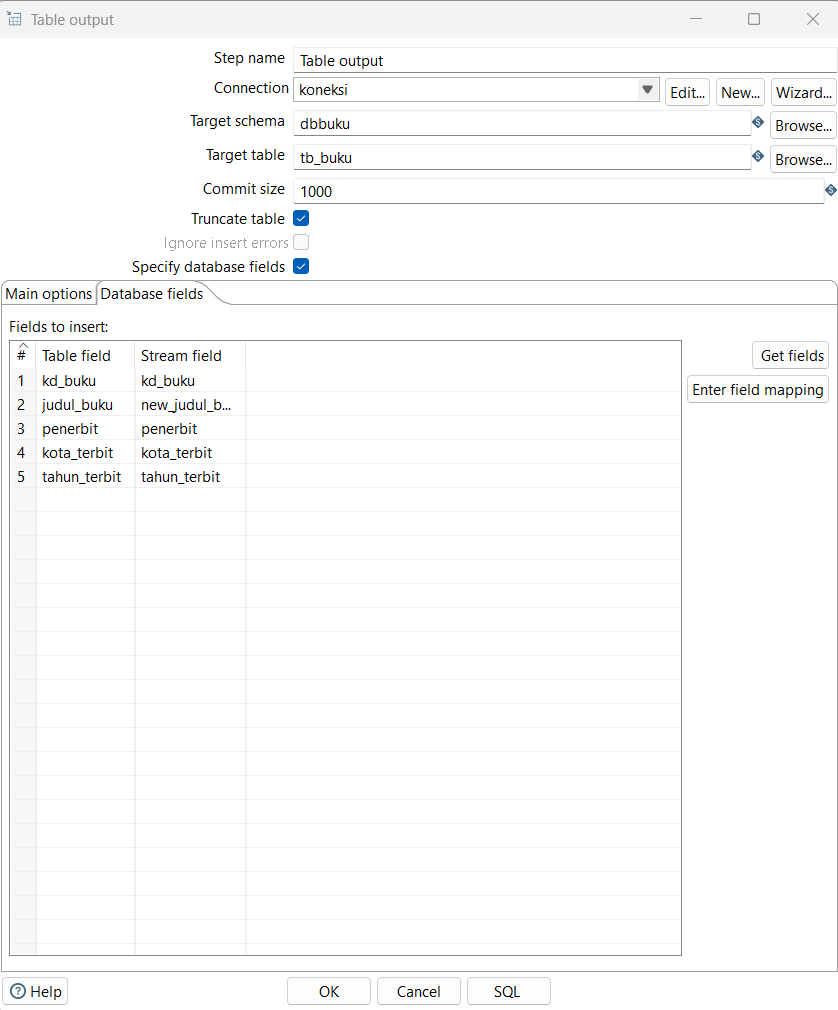 Table output
Step name Table output
Connection koneksi Edit... New... Wizard...
Target schema dbbuku Browse...
Target table tb_buku Browse...
Commit size 1000
Truncate table
Ignore insert errors
Specify database fields
Main options Database fields
Fields to insert:
# Table field Stream field Get fields
1 kd_buku kd_buku
Enter field mapping
2 judul_buku new_judul_b...
3 penerbit penerbit
4 kota_terbit kota_terbit
5 tahun_terbit tahun_terbit
Help OK Cancel SQL